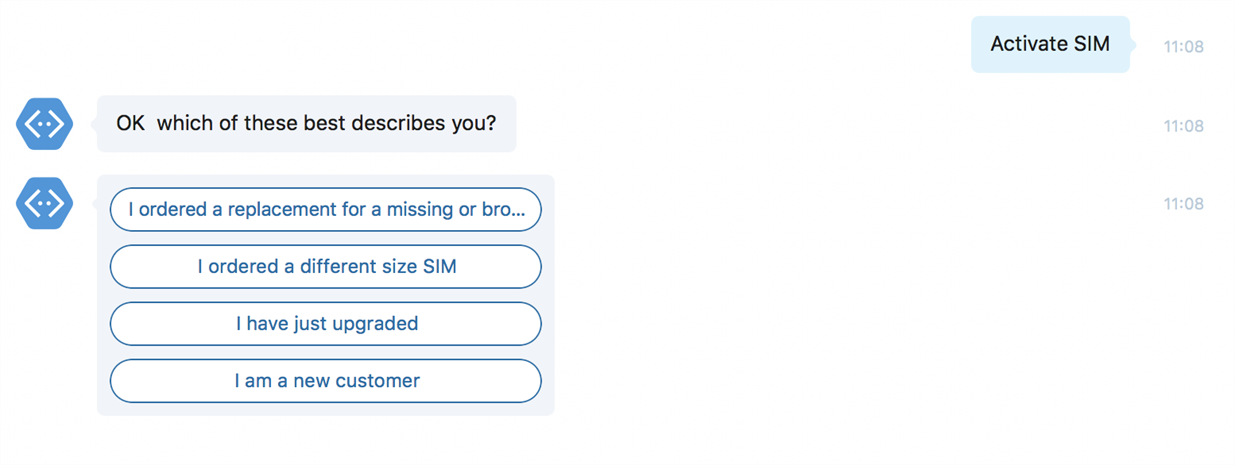 Activate SIM
11:08
OK  which of these best describes you?
11:08
I ordered a replacement for a missing or bro...
11:08
I ordered a different size SIM
I have just upgraded
I am a new customer